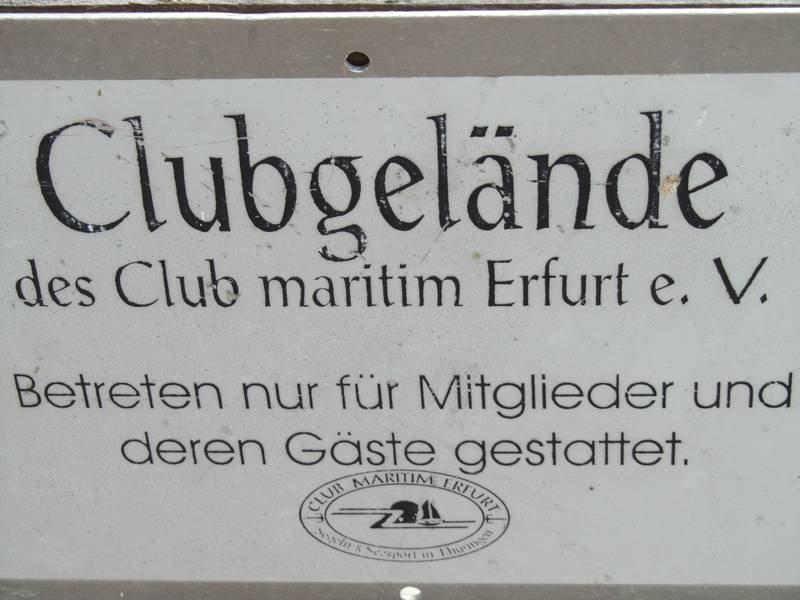 Clubgelände
des Club maritim Erfurt e. V.
Betreten nur für Mitglieder und
deren Gäste gestattet.
CLUB MARITIM ERFURT
Segeln & Seesport in Thüringen